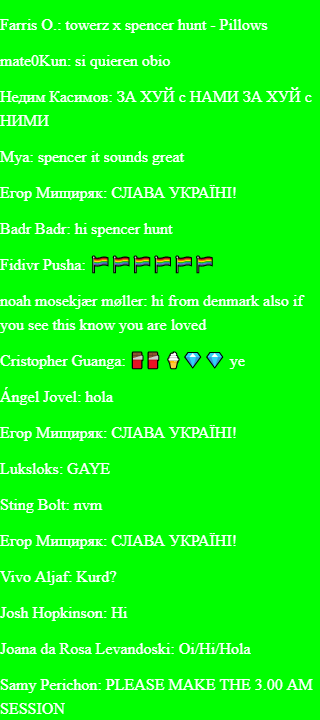 Farris O.: towerz x spencer hunt - Pillows
mate0Kun: si quieren obio
Недим Касимов: ЗА ХУЙ с НАМИ ЗА ХУЙ с
НИМИ
Mya: spencer it sounds great
Егор Мищиряк: СЛАВА УКРАЇНІ!
Badr Badr: hi spencer hunt
Fidivr Pusha: 🏳️‍🌈🏳️‍🌈🏳️‍🌈🏳️‍🌈🏳️‍🌈🏳️‍🌈
noah mosekjær møller: hi from denmark also if
you see this know you are loved
Cristopher Guanga: 🍫🍫🍦💎💎 ye
Ángel Jovel: hola
Егор Мищиряк: СЛАВА УКРАЇНІ!
Luksloks: GAYE
Sting Bolt: nvm
Егор Мищиряк: СЛАВА УКРАЇНІ!
Vivo Aljaf: Kurd?
Josh Hopkinson: Hi
Joana da Rosa Levandoski: Oi/Hi/Hola
Samy Perichon: PLEASE MAKE THE 3.00 AM
SESSION